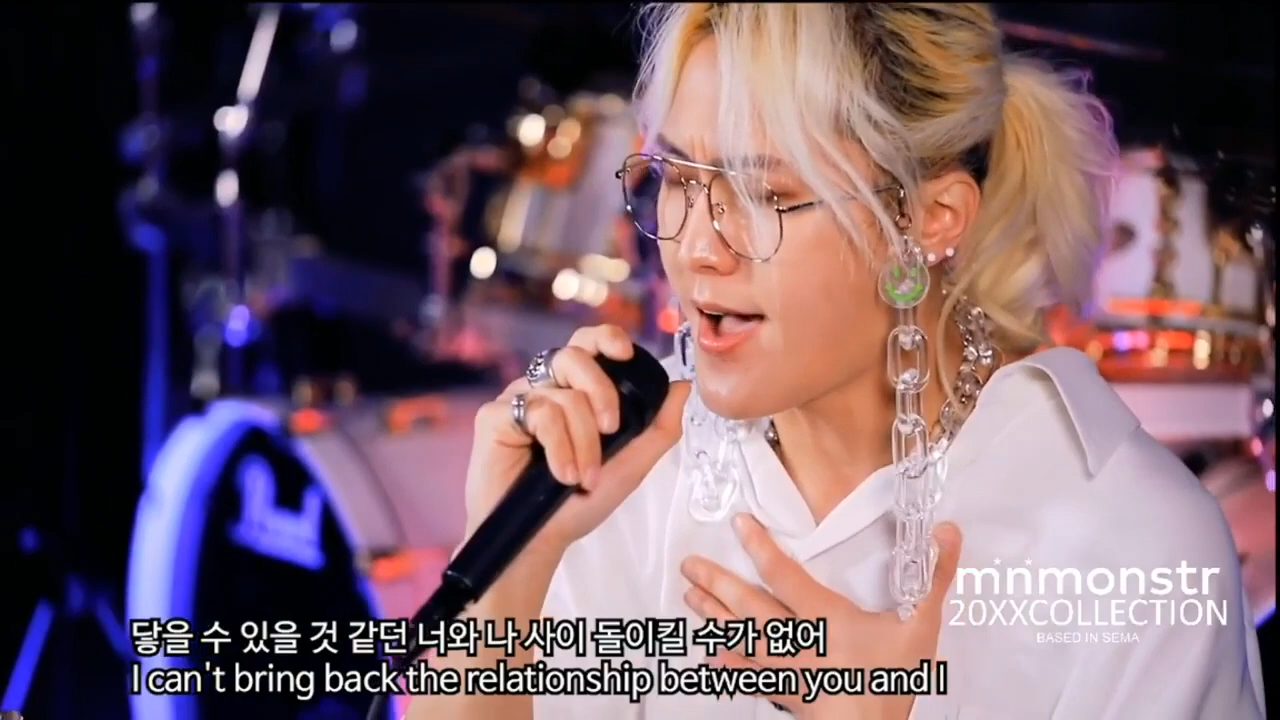 Pearl
mnmonstr
20XXCOLLECTION
BASED IN SEMA
닿을 수 있을 것 같던 너와 나 사이 돌이킬 수가 없어
I can't bring back the relationship between you and I